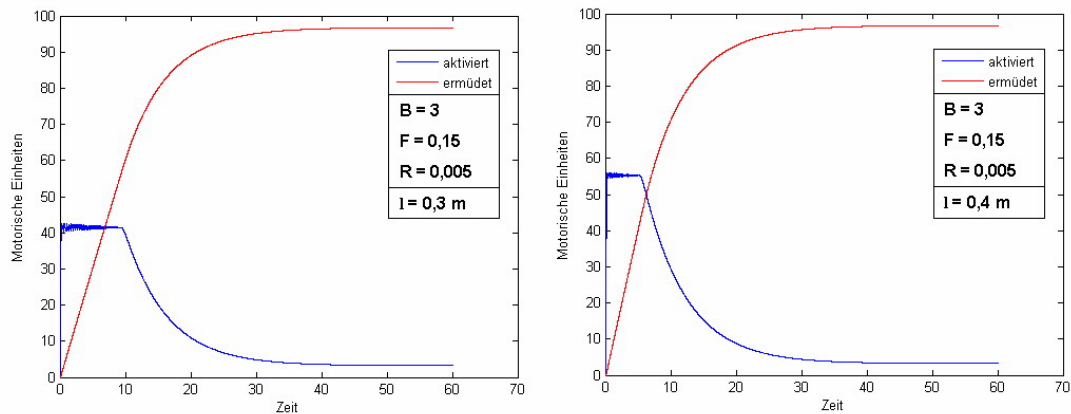 100
90
80
70
60
50
40
30
20
10
0
Motorische Einheiten
0 10 20 30 40 50 60 70
Zeit
aktiviert
ermüdet
B = 3
F = 0,15
R = 0,005
l = 0,3 m
100
90
80
70
60
50
40
30
20
10
0
Motorische Einheiten
0 10 20 30 40 50 60 70
Zeit
aktiviert
ermüdet
B = 3
F = 0,15
R = 0,005
l = 0,4 m